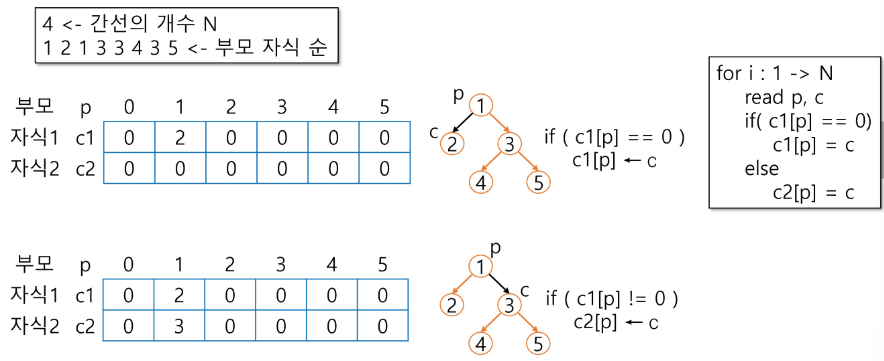 4 <- 간선의 개수 N
1 2 1 3 3 4 3 5 <- 부모 자식 순
for i : 1 -> N
read p, c
if( c1[p] == 0)
c1[p] = c
else
c2[p] = c
부모 p 0 1 2 3 4 5
자식1 c1 0 2 0 0 0 0
자식2 c2 0 0 0 0 0 0
p
1
c
2
3
4
5
if ( c1[p] == 0 )
c1[p] ← c
부모 p 0 1 2 3 4 5
자식1 c1 0 2 0 0 0 0
자식2 c2 0 3 0 0 0 0
p
1
c
2
3
4
5
if ( c1[p] != 0 )
c2[p] ← c